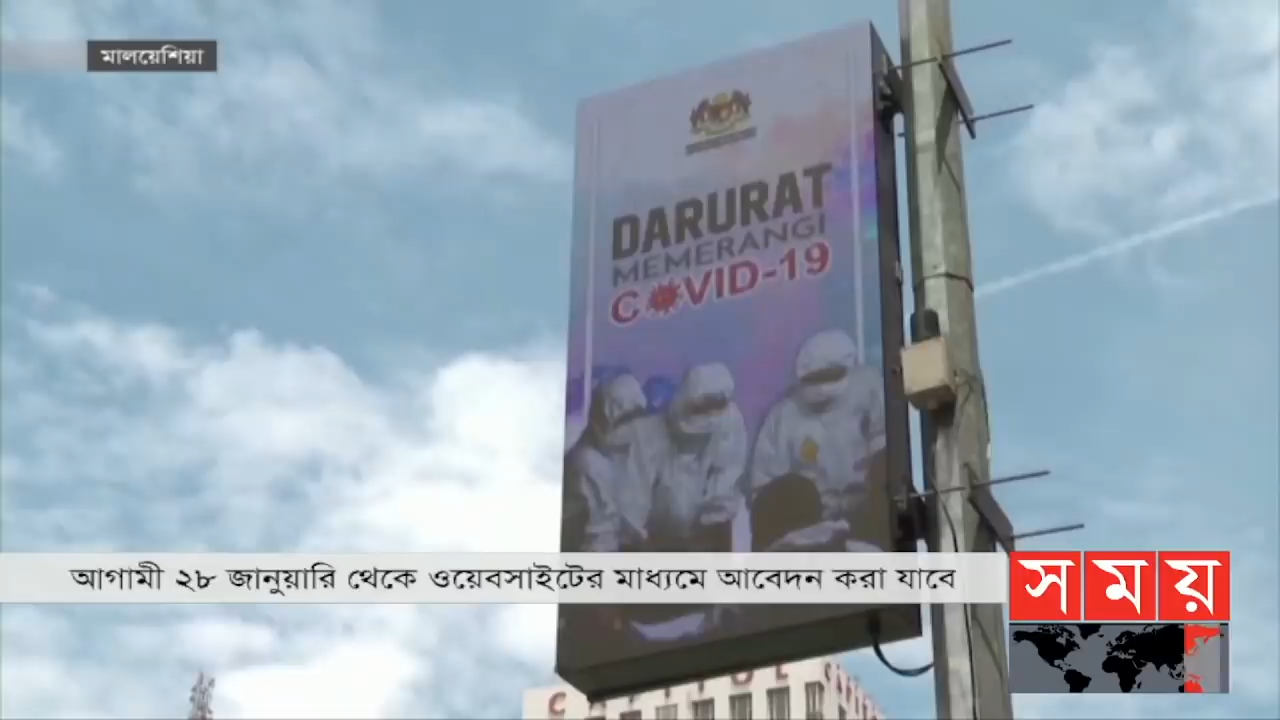 মালয়েশিয়া
DARURAT
MEMERANGI
COVID-19
আগামী ২৮ জানুয়ারি থেকে ওয়েবসাইটের মাধ্যমে আবেদন করা যাবে
সময়